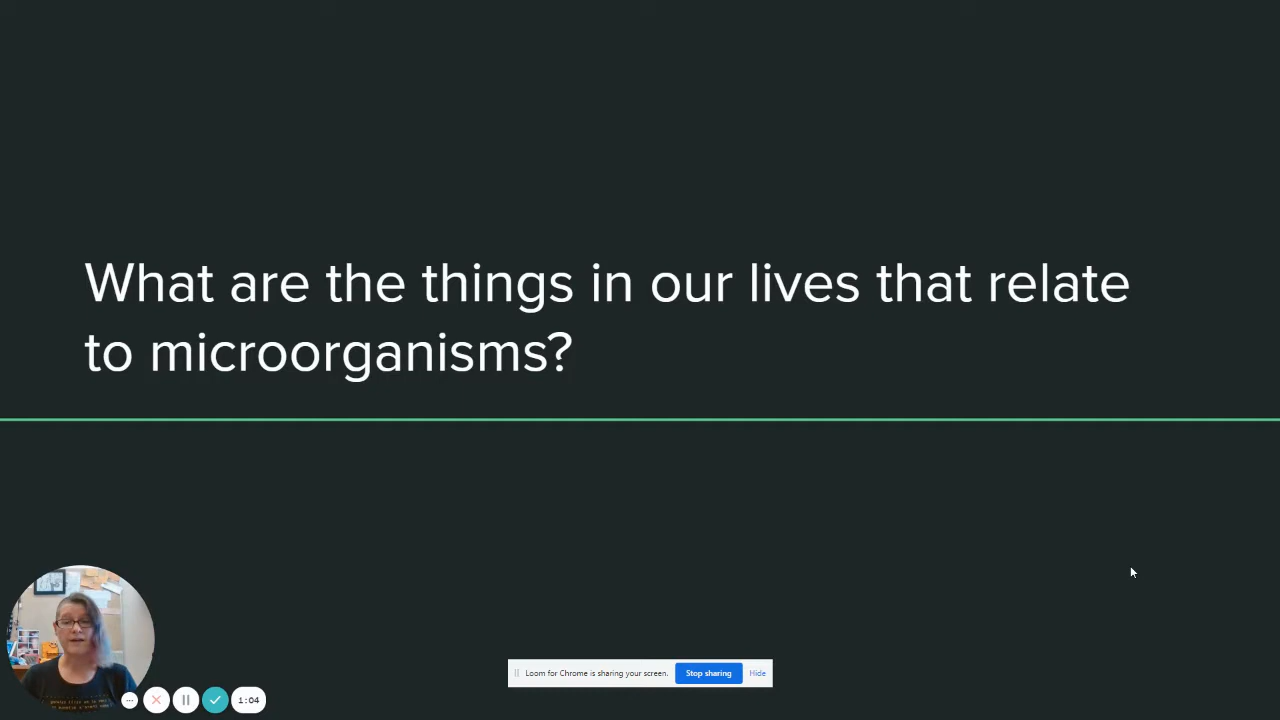 What are the things in our lives that relate
to microorganisms?
Loom for Chrome is sharing your screen. Stop sharing Hide
1:04